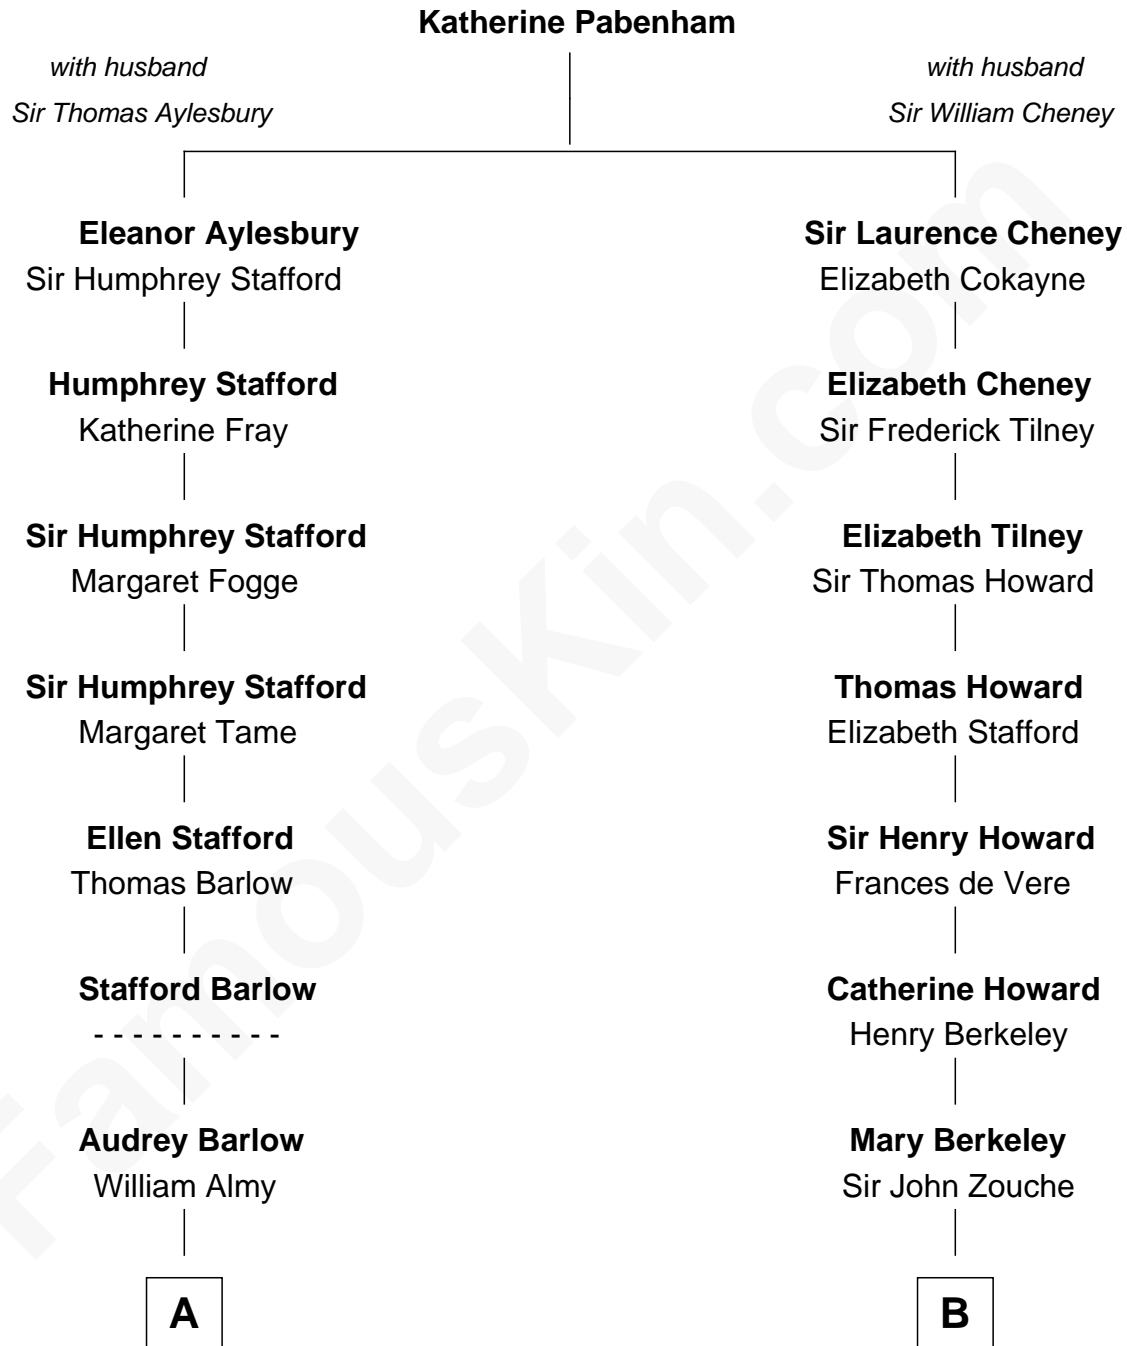 Katherine Pabenham
with husband
Sir Thomas Aylesbury
with husband
Sir William Cheney
Eleanor Aylesbury
Sir Humphrey Stafford
Sir Laurence Cheney
Elizabeth Cokayne
Humphrey Stafford
Katherine Fray
Elizabeth Cheney
Sir Frederick Tilney
Sir Humphrey Stafford
Margaret Fogge
Elizabeth Tilney
Sir Thomas Howard
Sir Humphrey Stafford
Margaret Tame
Thomas Howard
Elizabeth Stafford
Ellen Stafford
Thomas Barlow
Sir Henry Howard
Frances de Vere
Stafford Barlow
- - - - - - - - - -
Catherine Howard
Henry Berkeley
Audrey Barlow
William Almy
Mary Berkeley
Sir John Zouche
A
B
FamousKin.com